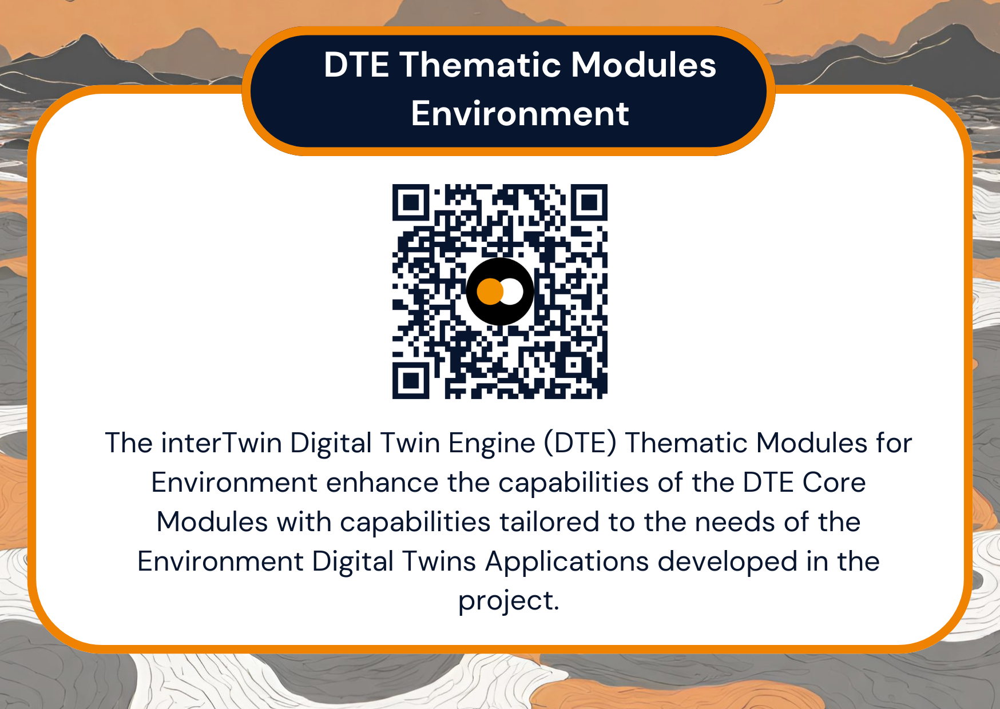 DTE Thematic Modules
Environment
The interTwin Digital Twin Engine (DTE) Thematic Modules for
Environment enhance the capabilities of the DTE Core
Modules with capabilities tailored to the needs of the
Environment Digital Twins Applications developed in the
project.